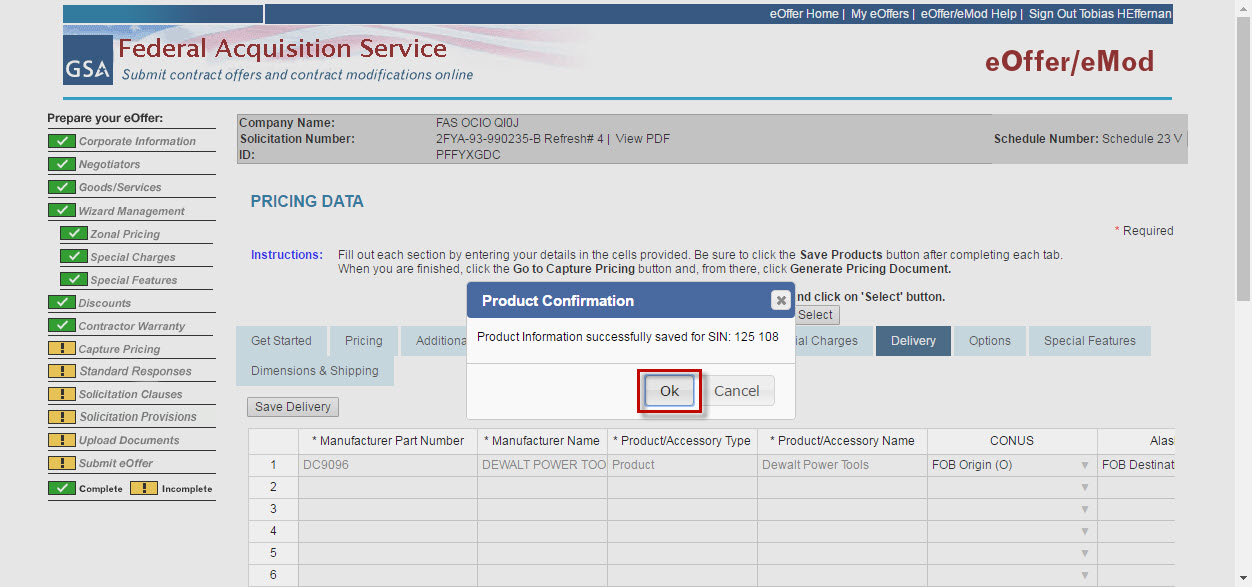 eOffer Home | My eOffers | eOffer/eMod Help | Sign Out Tobias HEffernan
GSA
Federal Acquisition Service
Submit contract offers and contract modifications online
eOffer/eMod
Prepare your eOffer:
Corporate Information
Negotiators
Goods/Services
Wizard Management
Zonal Pricing
Special Charges
Special Features
Discounts
Contractor Warranty
Capture Pricing
Standard Responses
Solicitation Clauses
Solicitation Provisions
Upload Documents
Submit eOffer
Complete Incomplete
Company Name: FAS OCIO QI0J
Solicitation Number: 2FYA-93-990235-B Refresh# 4 | View PDF Schedule Number: Schedule 23 V
ID: PFFYXGDC
PRICING DATA
* Required
Instructions: Fill out each section by entering your details in the cells provided. Be sure to click the Save Products button after completing each tab.
When you are finished, click the Go to Capture Pricing button and, from there, click Generate Pricing Document.
nd click on 'Select' button.
Select
Product Confirmation
Product Information successfully saved for SIN: 125 108
Ok Cancel
Get Started Pricing Additiona ial Charges Delivery Options Special Features
Dimensions & Shipping
Save Delivery
* Manufacturer Part Number * Manufacturer Name * Product/Accessory Type * Product/Accessory Name CONUS Alas
1 DC9096 DEWALT POWER TOO Product Dewalt Power Tools FOB Origin (O) FOB Destinat
2
3
4
5
6